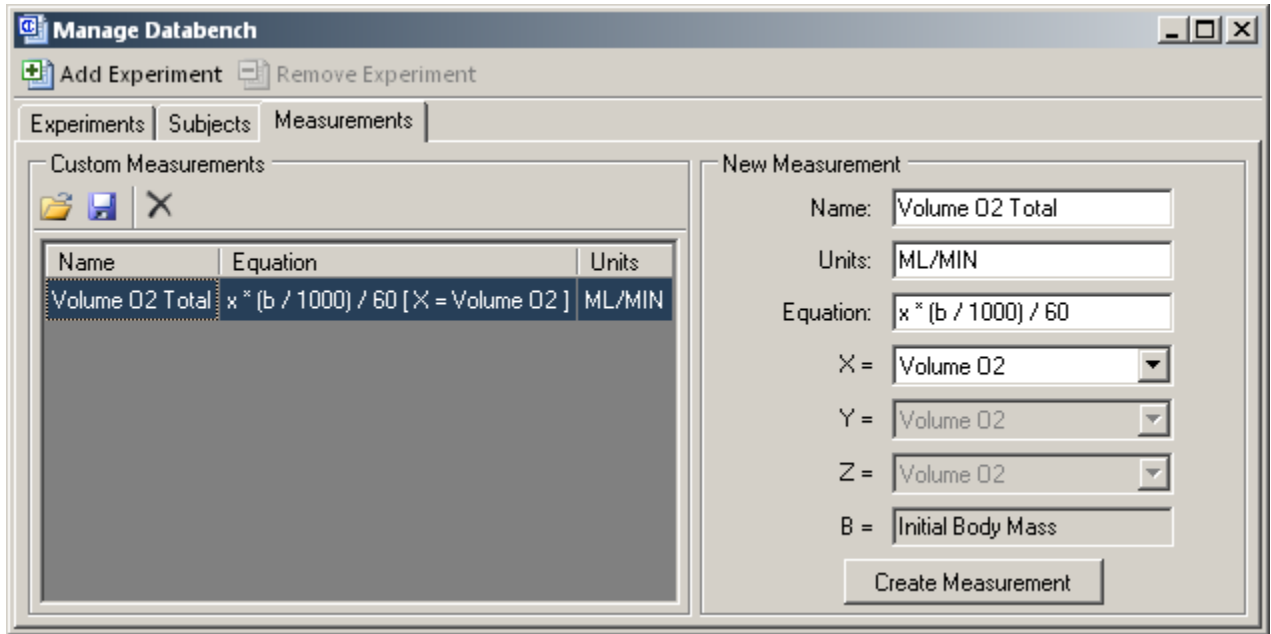 Manage Databench
Add Experiment Remove Experiment
Experiments Subjects Measurements
Custom Measurements
Name Equation Units
Volume O2 Total x * (b / 1000) / 60 [ X = Volume O2 ] ML/MIN
New Measurement
Name: Volume O2 Total
Units: ML/MIN
Equation: x * (b / 1000) / 60
X = Volume O2
Y = Volume O2
Z = Volume O2
B = Initial Body Mass
Create Measurement